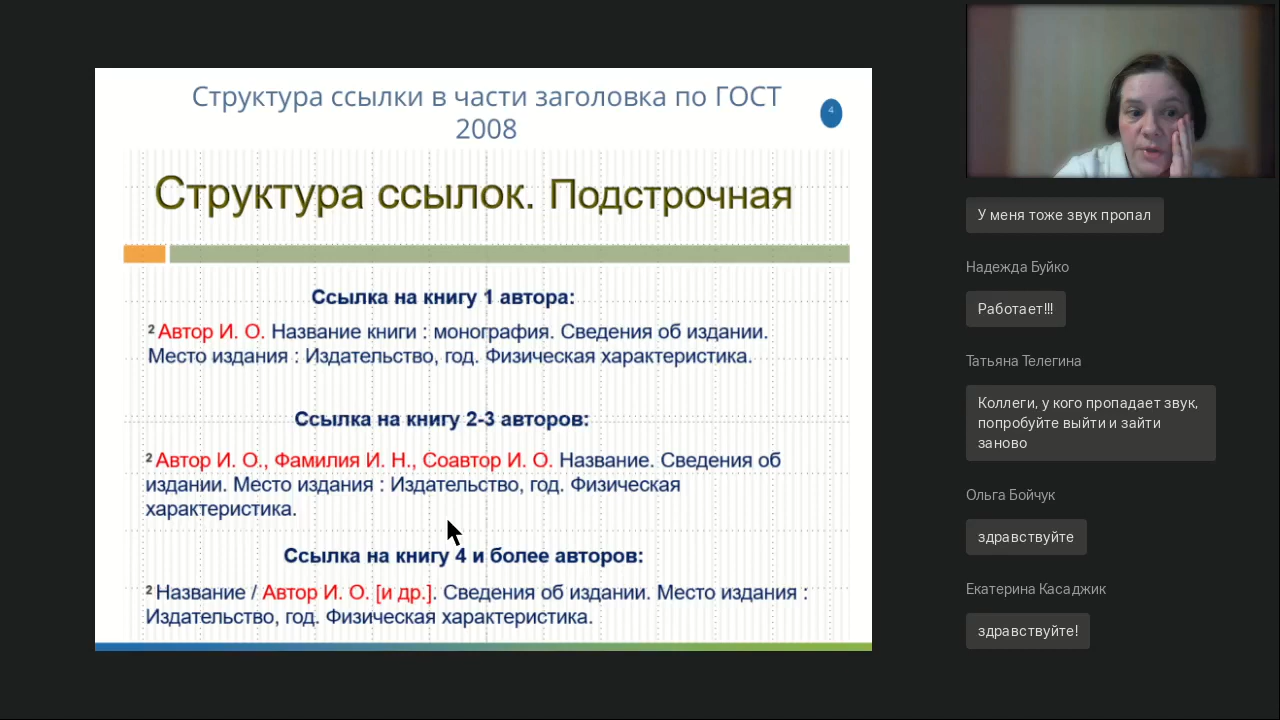 Структура ссылки в части заголовка по ГОСТ
2008
4
Структура ссылок. Подстрочная
Ссылка на книгу 1 автора:
² Автор И. О. Название книги : монография. Сведения об издании.
Место издания : Издательство, год. Физическая характеристика.
Ссылка на книгу 2-3 авторов:
² Автор И. О., Фамилия И. Н., Соавтор И. О. Название. Сведения об
издании. Место издания : Издательство, год. Физическая
характеристика.
Ссылка на книгу 4 и более авторов:
² Название / Автор И. О. [и др.]. Сведения об издании. Место издания :
Издательство, год. Физическая характеристика.
У меня тоже звук пропал
Надежда Буйко
Работает!!!
Татьяна Телегина
Коллеги, у кого пропадает звук,
попробуйте выйти и зайти
заново
Ольга Бойчук
здравствуйте
Екатерина Касаджик
здравствуйте!